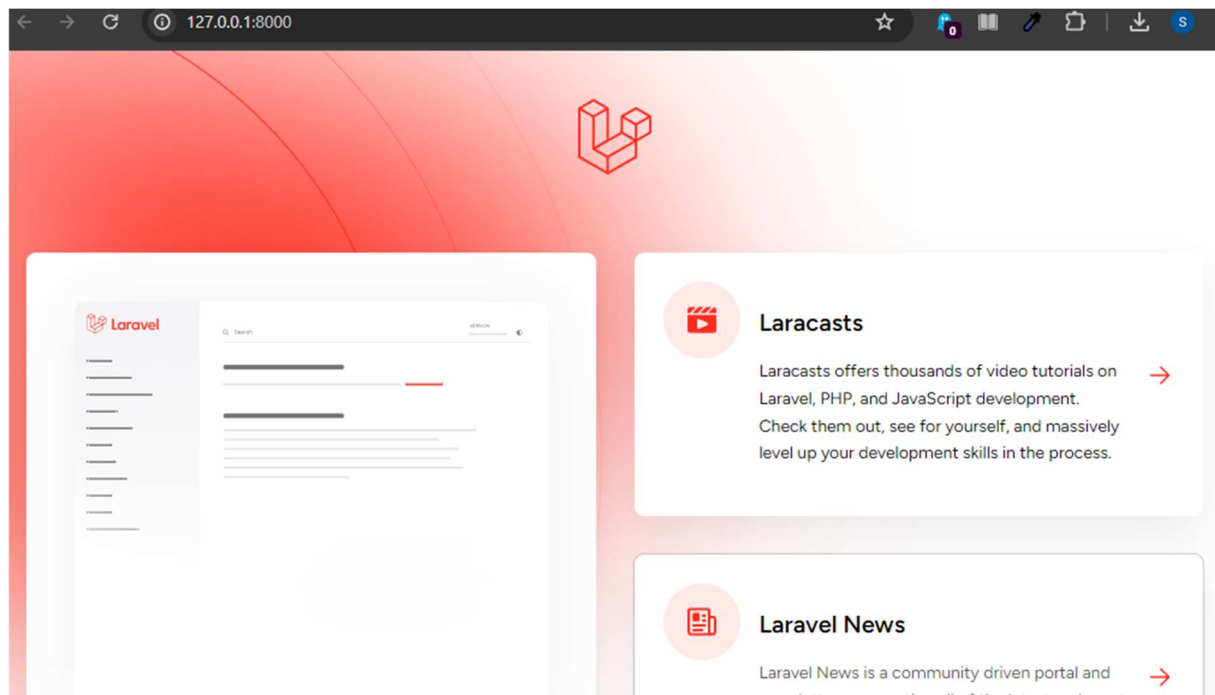 127.0.0.1:8000
0
S
Laravel
Search
VERSION
Laracasts
Laracasts offers thousands of video tutorials on
Laravel, PHP, and JavaScript development.
Check them out, see for yourself, and massively
level up your development skills in the process.
Laravel News
Laravel News is a community driven portal and